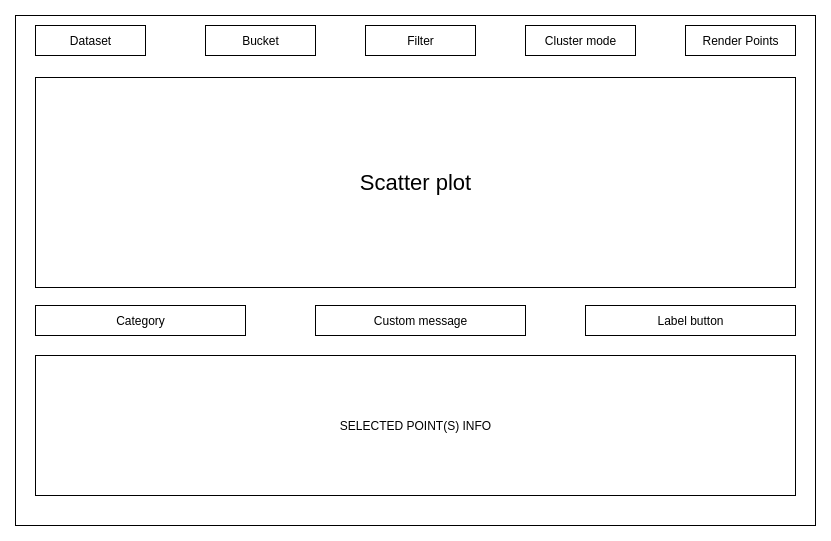 Dataset
Bucket
Filter
Cluster mode
Render Points
Scatter plot
Category
Custom message
Label button
SELECTED POINT(S) INFO